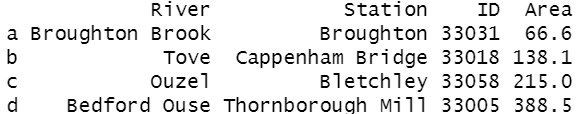 River Station ID Area
a Broughton Brook Broughton 33031 66.6
b Tove Cappenham Bridge 33018 138.1
c Ouzel Bletchley 33058 215.0
d Bedford Ouse Thornborough Mill 33005 388.5